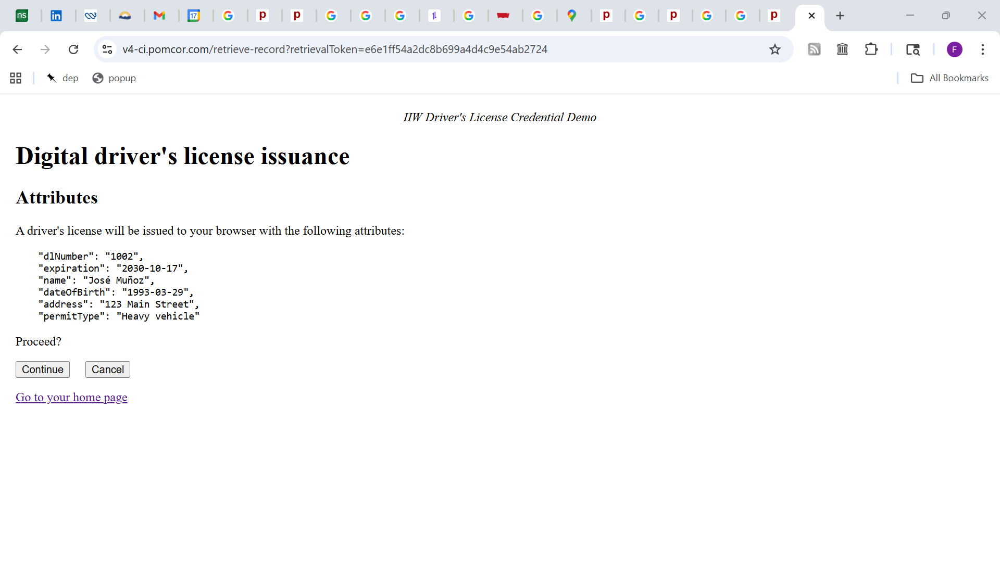 ns
in
17
v4-ci.pomcor.com/retrieve-record?retrievalToken=e6e1ff54a2dc8b699a4d4c9e54ab2724
F
dep
popup
All Bookmarks
IIW Driver's License Credential Demo
Digital driver's license issuance
Attributes
A driver's license will be issued to your browser with the following attributes:
"dlNumber": "1002",
"expiration": "2030-10-17",
"name": "José Muñoz",
"dateOfBirth": "1993-03-29",
"address": "123 Main Street",
"permitType": "Heavy vehicle"
Proceed?
Continue Cancel
Go to your home page